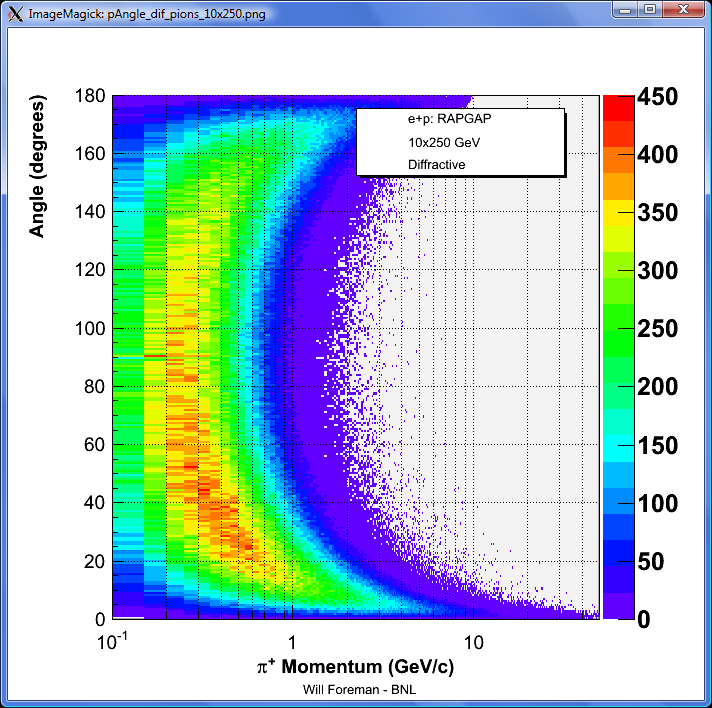 ImageMagick: pAngle_dif_pions_10x250.png
Angle (degrees)
180
160
140
120
100
80
60
40
20
0
e+p: RAPGAP
10x250 GeV
Diffractive
450
400
350
300
250
200
150
100
50
0
10⁻¹ 1 10
π⁺ Momentum (GeV/c)
Will Foreman - BNL